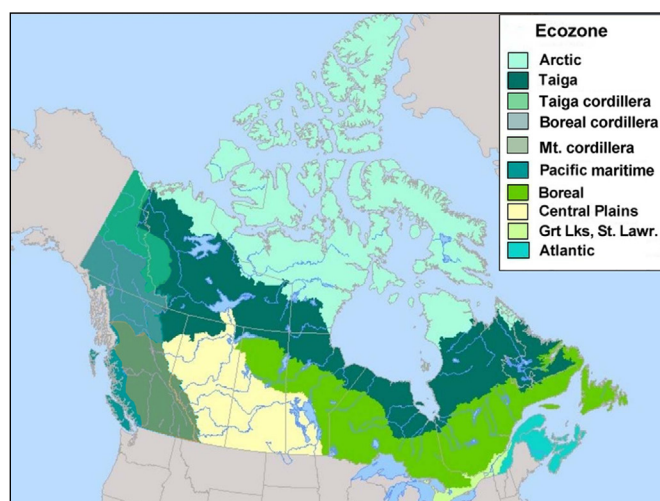 Ecozone
Arctic
Taiga
Taiga cordillera
Boreal cordillera
Mt. cordillera
Pacific maritime
Boreal
Central Plains
Grt Lks, St. Lawr.
Atlantic